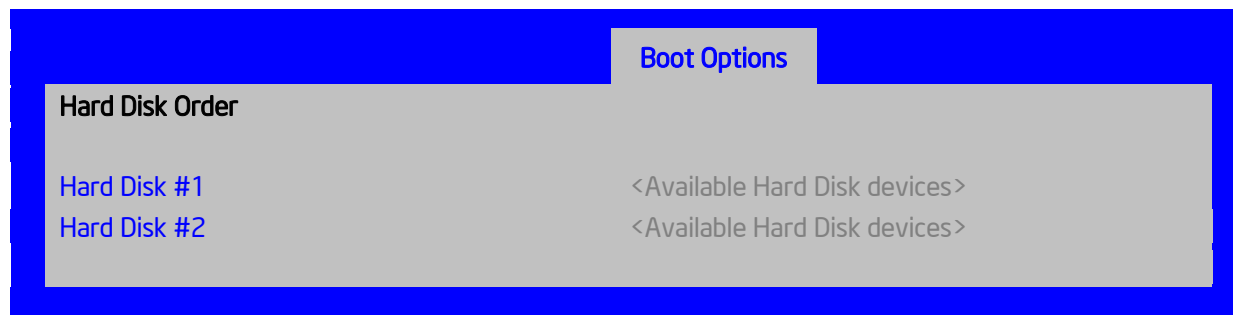 Boot Options
Hard Disk Order
Hard Disk #1 <Available Hard Disk devices>
Hard Disk #2 <Available Hard Disk devices>